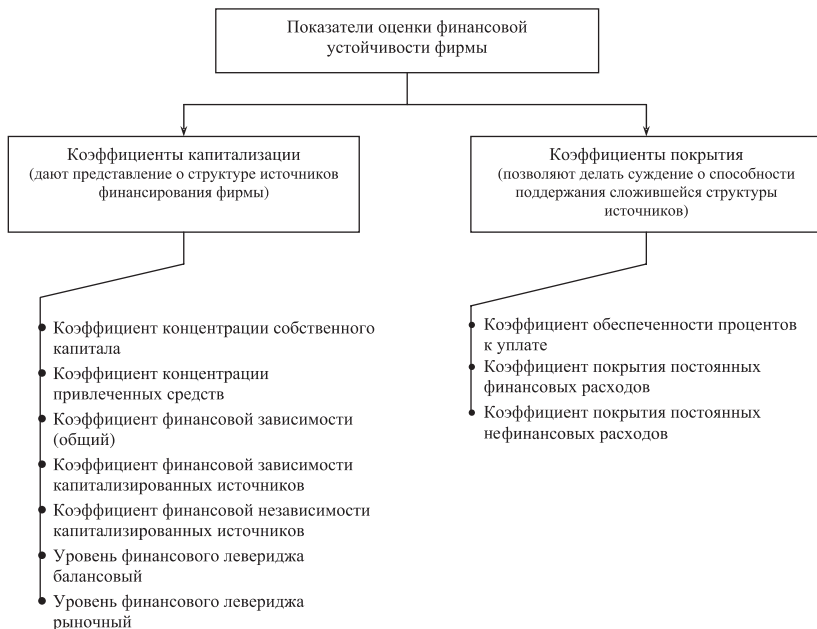 Показатели оценки финансовой
устойчивости фирмы
Коэффициенты капитализации
(дают представление о структуре источников
финансирования фирмы)
Коэффициент концентрации собственного
капитала
Коэффициент концентрации
привлеченных средств
Коэффициент финансовой зависимости
(общий)
Коэффициент финансовой зависимости
капитализированных источников
Коэффициент финансовой независимости
капитализированных источников
Уровень финансового левериджа
балансовый
Уровень финансового левериджа
рыночный
Коэффициенты покрытия
(позволяют делать суждение о способности
поддержания сложившейся структуры
источников)
Коэффициент обеспеченности процентов
к уплате
Коэффициент покрытия постоянных
финансовых расходов
Коэффициент покрытия постоянных
нефинансовых расходов